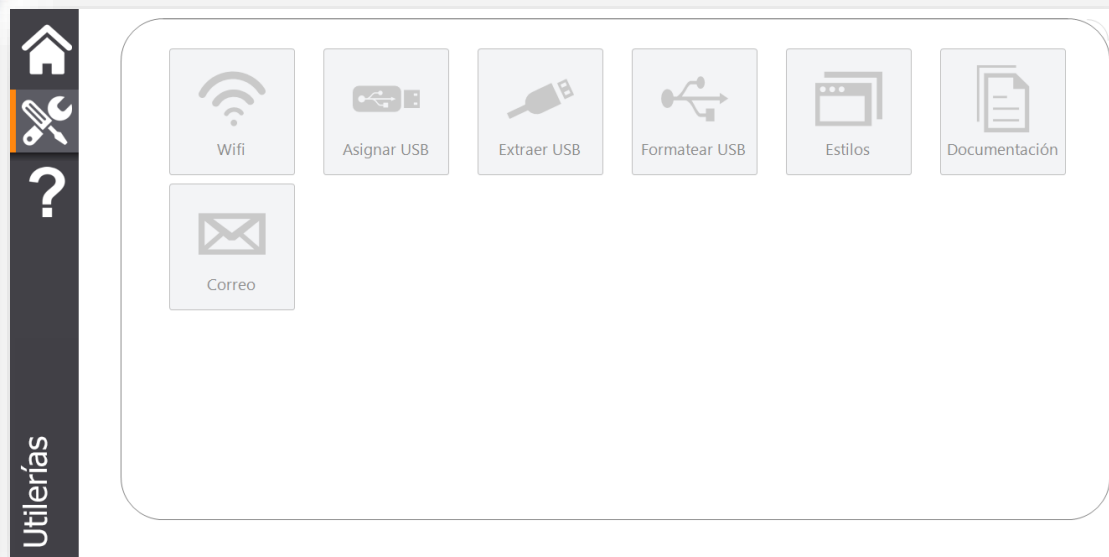 Wifi
Asignar USB
Extraer USB
Formatear USB
Estilos
Documentación
Correo
Utilerías